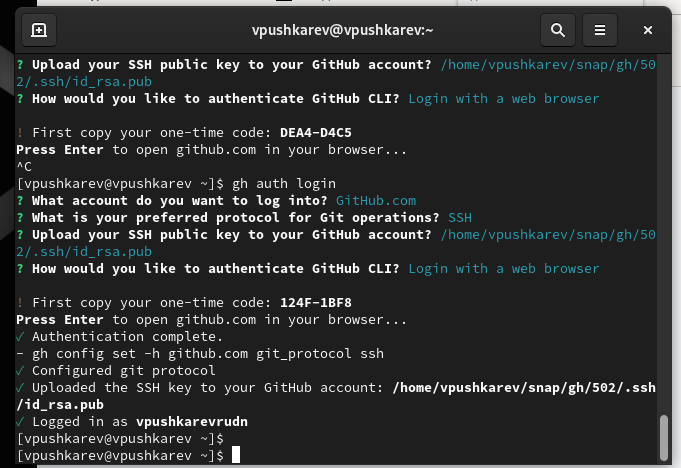 vpushkarev@vpushkarev:~
? Upload your SSH public key to your GitHub account? /home/vpushkarev/snap/gh/50
2/.ssh/id_rsa.pub
? How would you like to authenticate GitHub CLI? Login with a web browser
! First copy your one-time code: DEA4-D4C5
Press Enter to open github.com in your browser...
^C
[vpushkarev@vpushkarev ~]$ gh auth login
? What account do you want to log into? GitHub.com
? What is your preferred protocol for Git operations? SSH
? Upload your SSH public key to your GitHub account? /home/vpushkarev/snap/gh/50
2/.ssh/id_rsa.pub
? How would you like to authenticate GitHub CLI? Login with a web browser
! First copy your one-time code: 124F-1BF8
Press Enter to open github.com in your browser...
✓ Authentication complete.
- gh config set -h github.com git_protocol ssh
✓ Configured git protocol
✓ Uploaded the SSH key to your GitHub account: /home/vpushkarev/snap/gh/502/.ssh
/id_rsa.pub
✓ Logged in as vpushkarevrudn
[vpushkarev@vpushkarev ~]$
[vpushkarev@vpushkarev ~]$